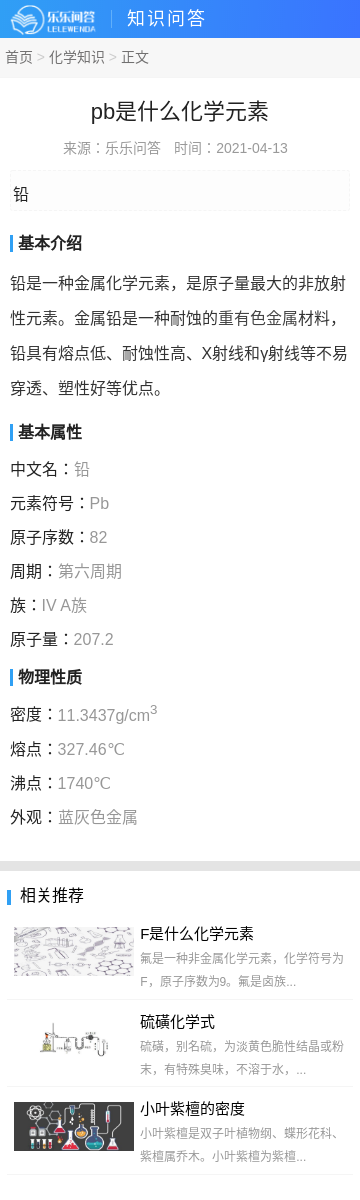 乐乐问答
LELEWENDA
知识问答
首页 > 化学知识 > 正文
pb是什么化学元素
来源：乐乐问答 时间：2021-04-13
铅
基本介绍
铅是一种金属化学元素，是原子量最大的非放射
性元素。金属铅是一种耐蚀的重有色金属材料，
铅具有熔点低、耐蚀性高、X射线和γ射线等不易
穿透、塑性好等优点。
基本属性
中文名：铅
元素符号：Pb
原子序数：82
周期：第六周期
族：IV A族
原子量：207.2
物理性质
密度：11.3437g/cm³
熔点：327.46℃
沸点：1740℃
外观：蓝灰色金属
相关推荐
F是什么化学元素
氟是一种非金属化学元素，化学符号为
F，原子序数为9。氟是卤族...
硫磺化学式
硫磺，别名硫，为淡黄色脆性结晶或粉
末，有特殊臭味，不溶于水，...
小叶紫檀的密度
小叶紫檀是双子叶植物纲、蝶形花科、
紫檀属乔木。小叶紫檀为紫檀...